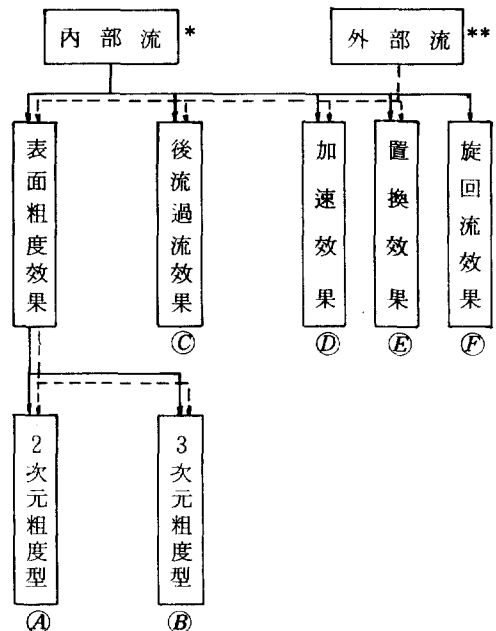 内部流 *
外部流 **
表面粗度効果
後流過流効果
加速効果
置換効果
旋回流効果
Ⓒ
Ⓓ
Ⓔ
Ⓕ
2次元粗度型
3次元粗度型
Ⓐ
Ⓑ